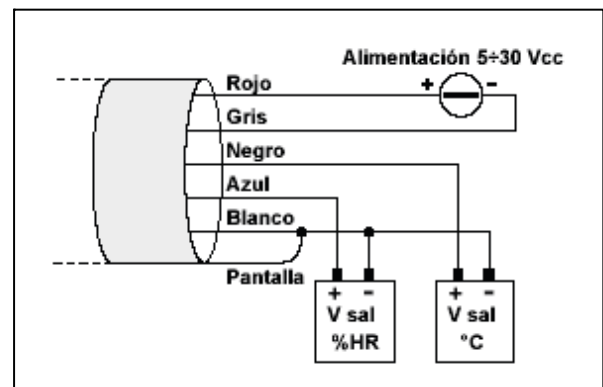 Alimentación 5÷30 Vcc
Rojo
+ -
Gris
Negro
Azul
Blanco
Pantalla
+ -
V sal
%HR
+ -
V sal
°C